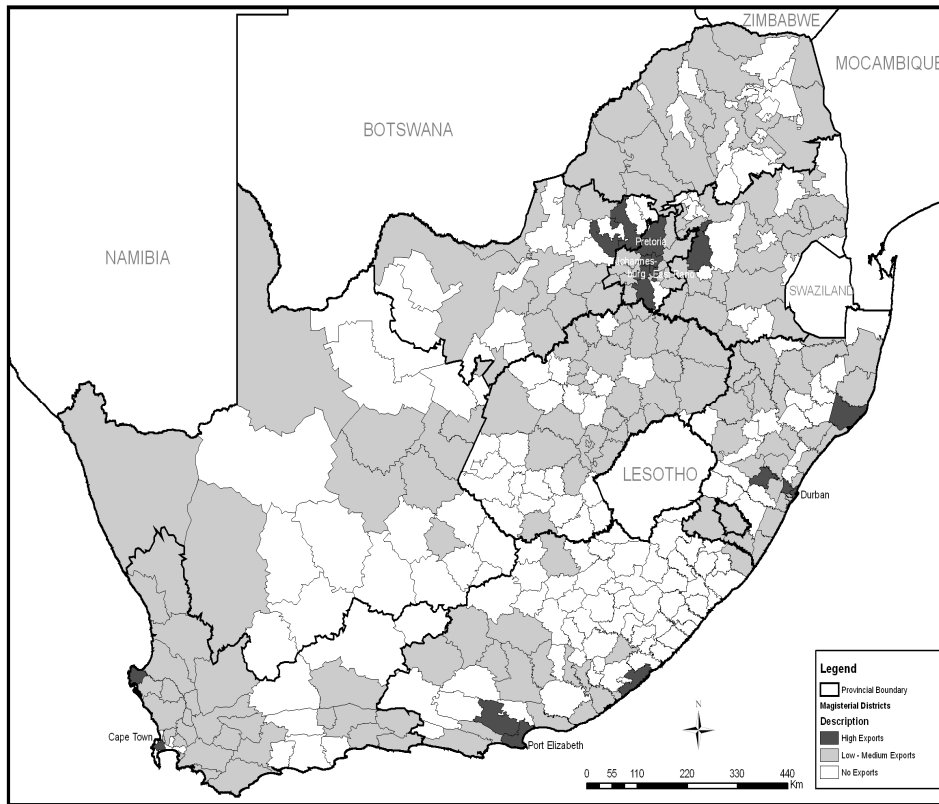 ZIMBABWE
MOCAMBIQUE
BOTSWANA
NAMIBIA
Pretoria
Johannes-
SWAZILAND
LESOTHO
Durban
Cape Town
Port Elizabeth
N
0 55 110 220 330 440
Km
Legend
Provincial Boundary
Magisterial Districts
Description
High Exports
Low - Medium Exports
No Exports